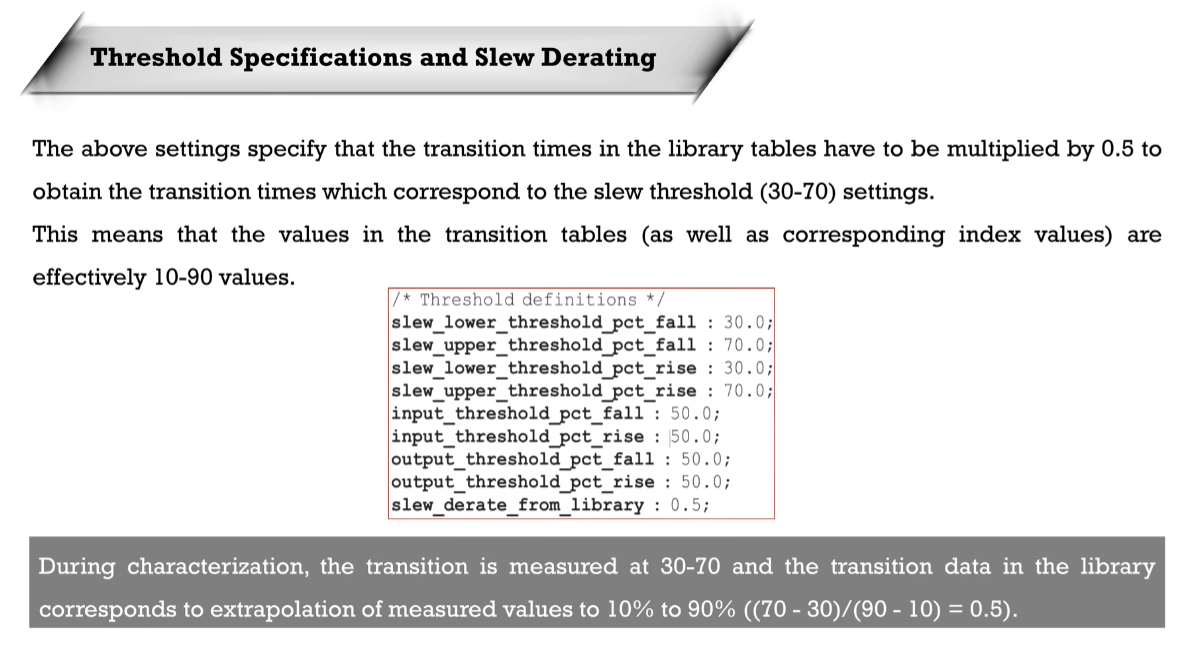 Threshold Specifications and Slew Derating
The above settings specify that the transition times in the library tables have to be multiplied by 0.5 to
obtain the transition times which correspond to the slew threshold (30-70) settings.
This means that the values in the transition tables (as well as corresponding index values) are
effectively 10-90 values.
/* Threshold definitions */
slew_lower_threshold_pct_fall : 30.0;
slew_upper_threshold_pct_fall : 70.0;
slew_lower_threshold_pct_rise : 30.0;
slew_upper_threshold_pct_rise : 70.0;
input_threshold_pct_fall : 50.0;
input_threshold_pct_rise : 50.0;
output_threshold_pct_fall : 50.0;
output_threshold_pct_rise : 50.0;
slew_derate_from_library : 0.5;
During characterization, the transition is measured at 30-70 and the transition data in the library
corresponds to extrapolation of measured values to 10% to 90% ((70 - 30)/(90 - 10) = 0.5).